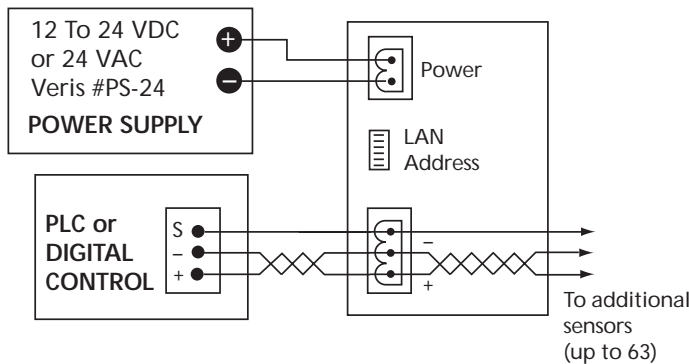 12 To 24 VDC
or 24 VAC
Veris #PS-24
POWER SUPPLY
+
−
Power
LAN
Address
PLC or
DIGITAL
CONTROL
S
−
+
−
+
To additional
sensors
(up to 63)